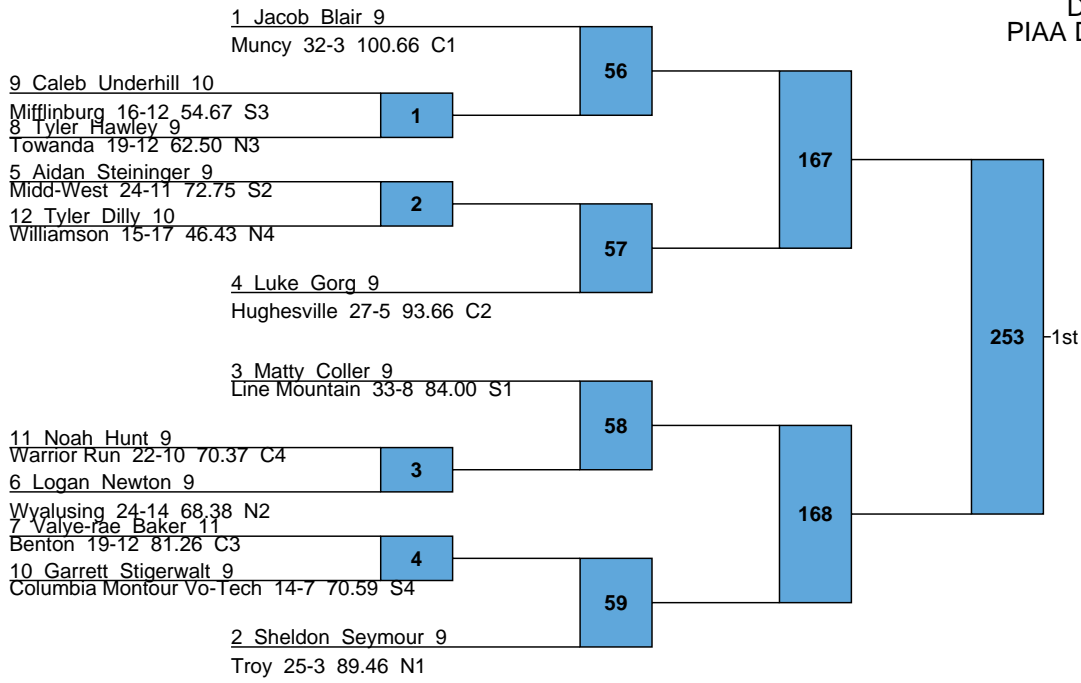 D
PIAA D
1 Jacob Blair 9
Muncy 32-3 100.66 C1
56
9 Caleb Underhill 10
Mifflinburg 16-12 54.67 S3
1
8 Tyler Hawley 9
Towanda 19-12 62.50 N3
167
5 Aidan Steininger 9
Midd-West 24-11 72.75 S2
2
12 Tyler Dilly 10
Williamson 15-17 46.43 N4
57
4 Luke Gorg 9
Hughesville 27-5 93.66 C2
253
1st
3 Matty Coller 9
Line Mountain 33-8 84.00 S1
58
11 Noah Hunt 9
Warrior Run 22-10 70.37 C4
3
6 Logan Newton 9
Wyalusing 24-14 68.38 N2
168
7 Valye-rae Baker 11
Benton 19-12 81.26 C3
4
10 Garrett Stigerwalt 9
Columbia Montour Vo-Tech 14-7 70.59 S4
59
2 Sheldon Seymour 9
Troy 25-3 89.46 N1